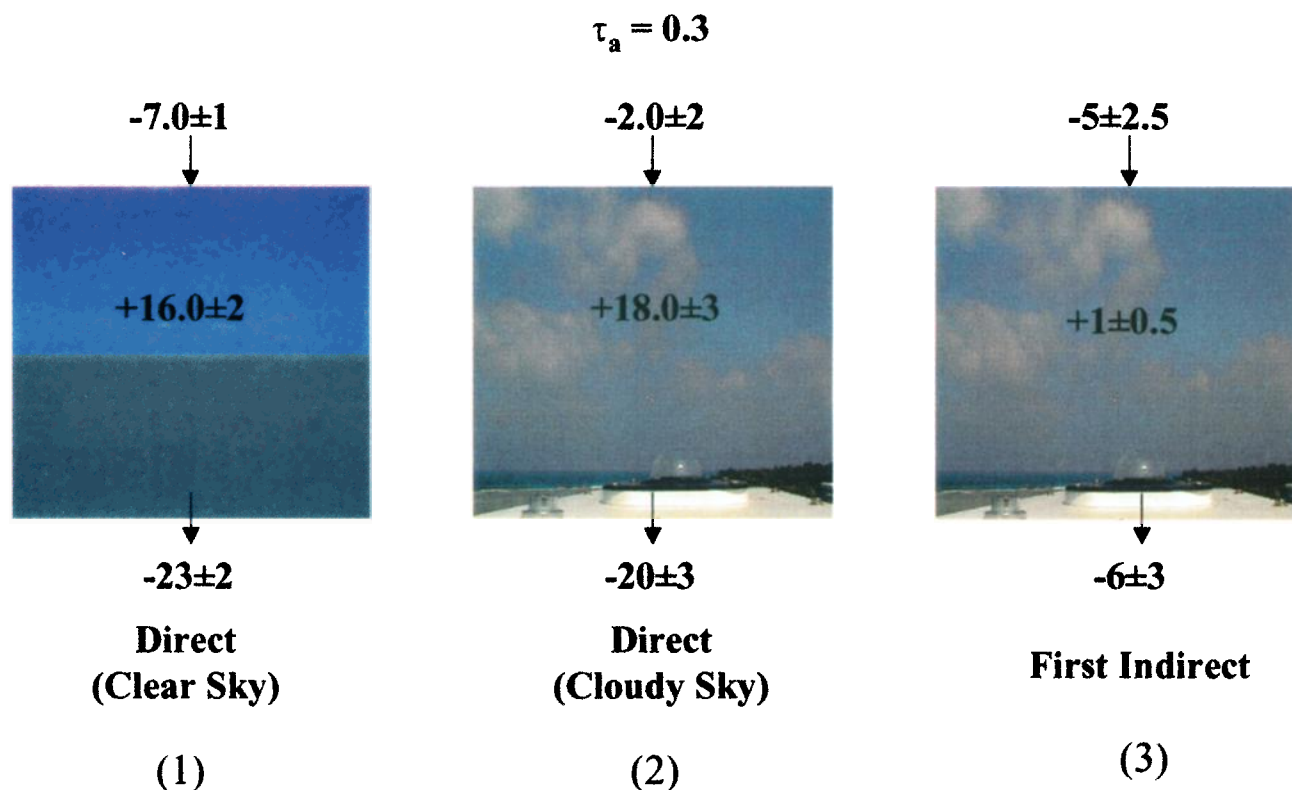 τa = 0.3
-7.0±1
-2.0±2
-5±2.5
+16.0±2
+18.0±3
+1±0.5
-23±2
-20±3
-6±3
Direct
(Clear Sky)
Direct
(Cloudy Sky)
First Indirect
(1)
(2)
(3)